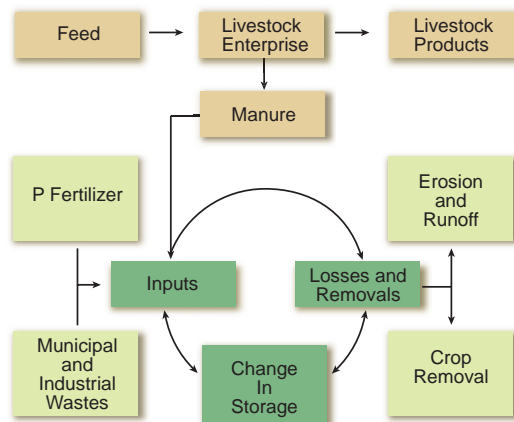 Feed
Livestock
Enterprise
Livestock
Products
Manure
P Fertilizer
Erosion
and
Runoff
Inputs
Losses and
Removals
Municipal
and
Industrial
Wastes
Change
In
Storage
Crop
Removal